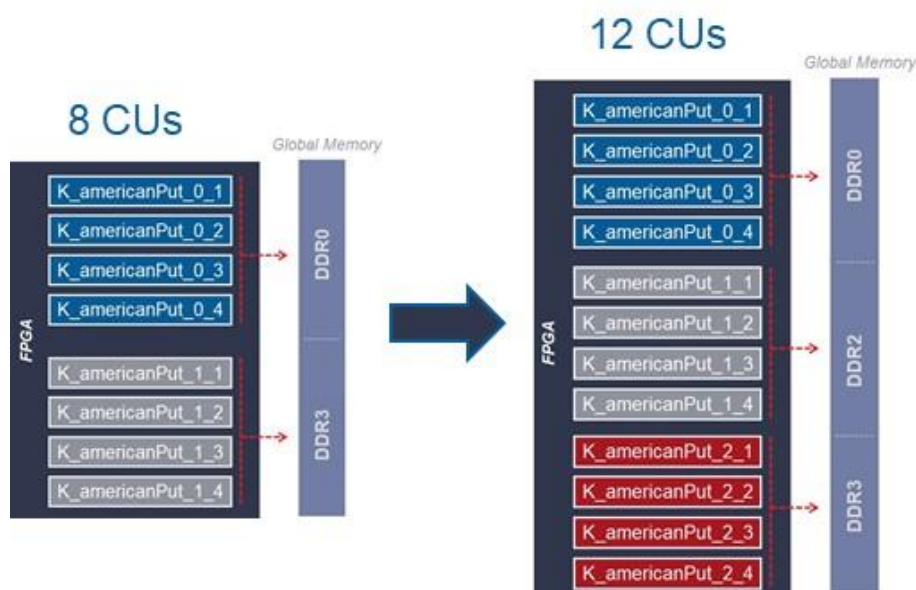 8 CUs
Global Memory
FPGA
K_americanPut_0_1
K_americanPut_0_2
K_americanPut_0_3
K_americanPut_0_4
K_americanPut_1_1
K_americanPut_1_2
K_americanPut_1_3
K_americanPut_1_4
DDR0
DDR3
12 CUs
Global Memory
FPGA
K_americanPut_0_1
K_americanPut_0_2
K_americanPut_0_3
K_americanPut_0_4
K_americanPut_1_1
K_americanPut_1_2
K_americanPut_1_3
K_americanPut_1_4
K_americanPut_2_1
K_americanPut_2_2
K_americanPut_2_3
K_americanPut_2_4
DDR0
DDR2
DDR3